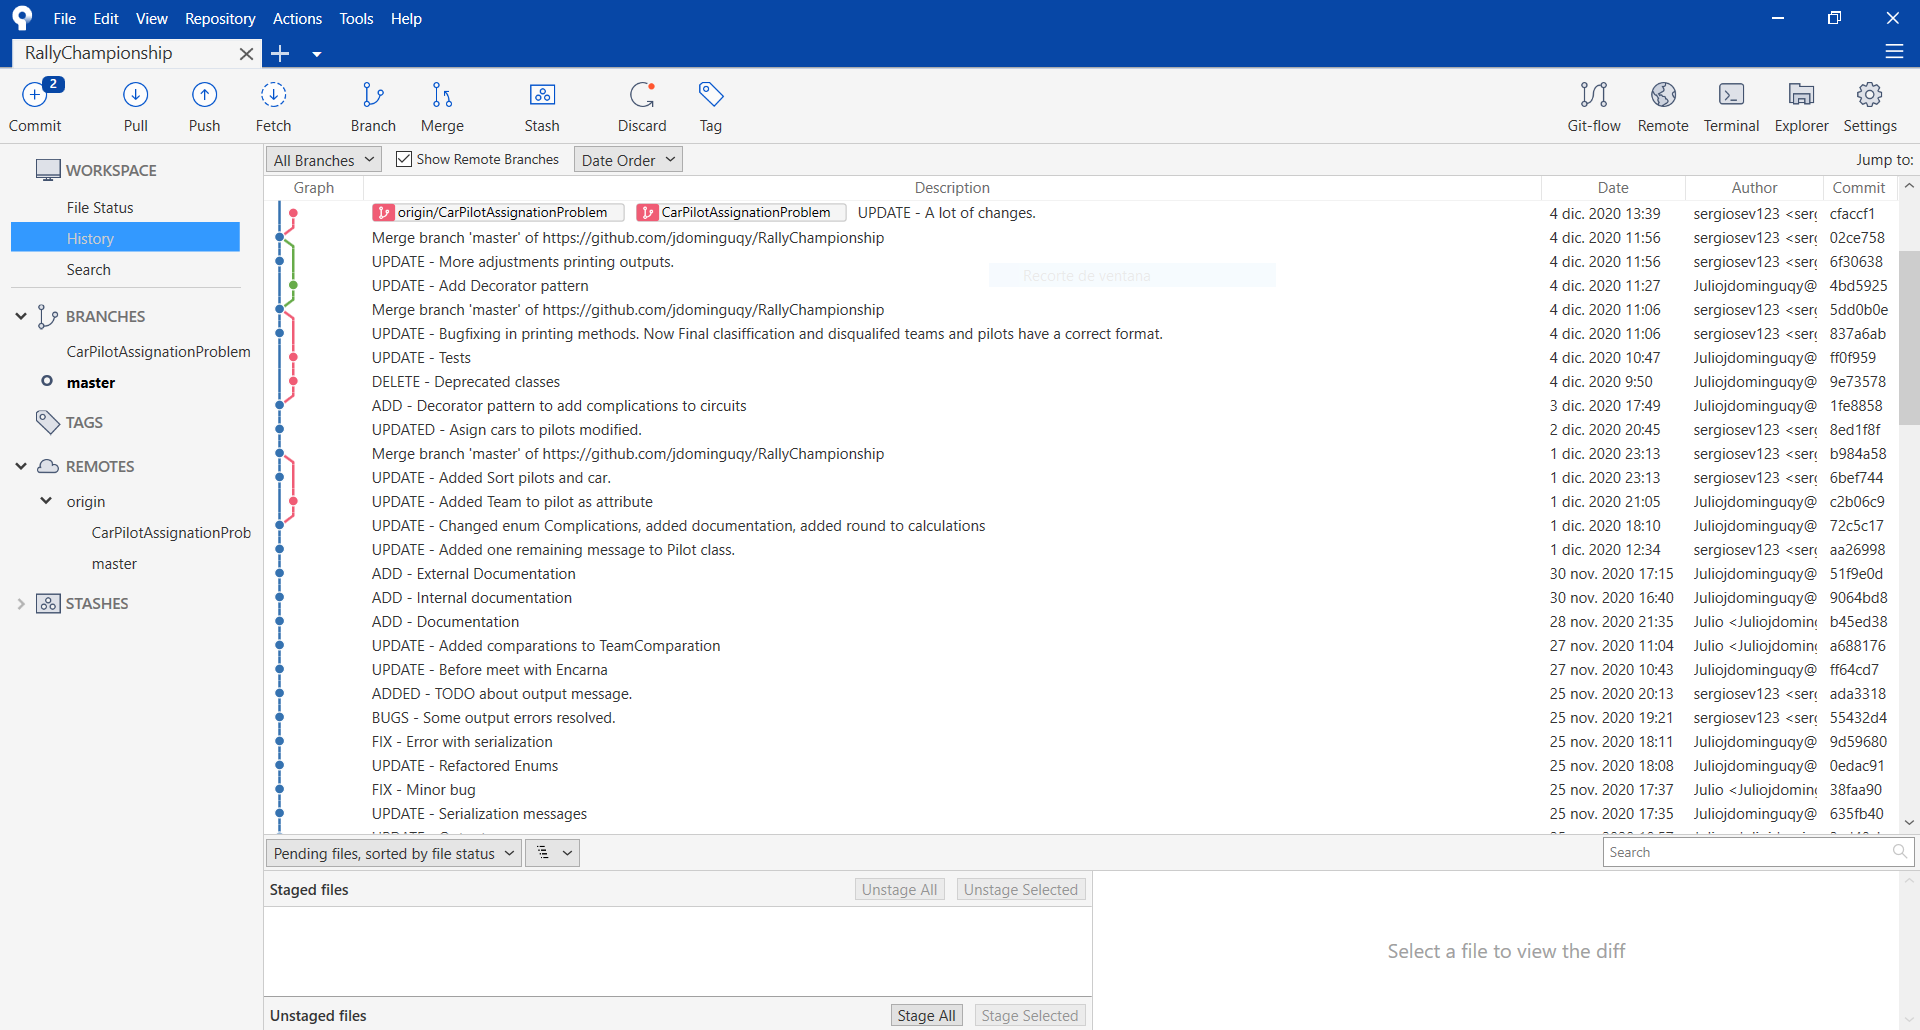 File Edit View Repository Actions Tools Help
RallyChampionship
2
Commit Pull Push Fetch Branch Merge Stash Discard Tag Git-flow Remote Terminal Explorer Settings
WORKSPACE
File Status
History
Search
BRANCHES
CarPilotAssignationProblem
master
TAGS
REMOTES
origin
CarPilotAssignationProb
master
STASHES
All Branches Show Remote Branches Date Order Jump to:
Graph Description Date Author Commit
origin/CarPilotAssignationProblem CarPilotAssignationProblem UPDATE - A lot of changes. 4 dic. 2020 13:39 sergiosev123 <serg cfaccf1
Merge branch 'master' of https://github.com/jdominguqy/RallyChampionship 4 dic. 2020 11:56 sergiosev123 <serg 02ce758
UPDATE - More adjustments printing outputs. 4 dic. 2020 11:56 sergiosev123 <serg 6f30638
Recorte de ventana
UPDATE - Add Decorator pattern 4 dic. 2020 11:27 Juliojdominguqy@ 4bd5925
Merge branch 'master' of https://github.com/jdominguqy/RallyChampionship 4 dic. 2020 11:06 sergiosev123 <serg 5dd0b0e
UPDATE - Bugfixing in printing methods. Now Final clasiffication and disqualifed teams and pilots have a correct format. 4 dic. 2020 11:06 sergiosev123 <serg 837a6ab
UPDATE - Tests 4 dic. 2020 10:47 Juliojdominguqy@ ff0f959
DELETE - Deprecated classes 4 dic. 2020 9:50 Juliojdominguqy@ 9e73578
ADD - Decorator pattern to add complications to circuits 3 dic. 2020 17:49 Juliojdominguqy@ 1fe8858
UPDATED - Asign cars to pilots modified. 2 dic. 2020 20:45 sergiosev123 <serg 8ed1f8f
Merge branch 'master' of https://github.com/jdominguqy/RallyChampionship 1 dic. 2020 23:13 sergiosev123 <serg b984a58
UPDATE - Added Sort pilots and car. 1 dic. 2020 23:13 sergiosev123 <serg 6bef744
UPDATE - Added Team to pilot as attribute 1 dic. 2020 21:05 Juliojdominguqy@ c2b06c9
UPDATE - Changed enum Complications, added documentation, added round to calculations 1 dic. 2020 18:10 Juliojdominguqy@ 72c5c17
UPDATE - Added one remaining message to Pilot class. 1 dic. 2020 12:34 sergiosev123 <serg aa26998
ADD - External Documentation 30 nov. 2020 17:15 Juliojdominguqy@ 51f9e0d
ADD - Internal documentation 30 nov. 2020 16:40 Juliojdominguqy@ 9064bd8
ADD - Documentation 28 nov. 2020 21:35 Julio <Juliojdoming b45ed38
UPDATE - Added comparations to TeamComparation 27 nov. 2020 11:04 Julio <Juliojdoming a688176
UPDATE - Before meet with Encarna 27 nov. 2020 10:43 Juliojdominguqy@ ff64cd7
ADDED - TODO about output message. 25 nov. 2020 20:13 sergiosev123 <serg ada3318
BUGS - Some output errors resolved. 25 nov. 2020 19:21 sergiosev123 <serg 55432d4
FIX - Error with serialization 25 nov. 2020 18:11 Juliojdominguqy@ 9d59680
UPDATE - Refactored Enums 25 nov. 2020 18:08 Juliojdominguqy@ 0edac91
FIX - Minor bug 25 nov. 2020 17:37 Julio <Juliojdoming 38faa90
UPDATE - Serialization messages 25 nov. 2020 17:35 Juliojdominguqy@ 635fb40
Pending files, sorted by file status Search
Staged files Unstage All Unstage Selected
Select a file to view the diff
Unstaged files Stage All Stage Selected